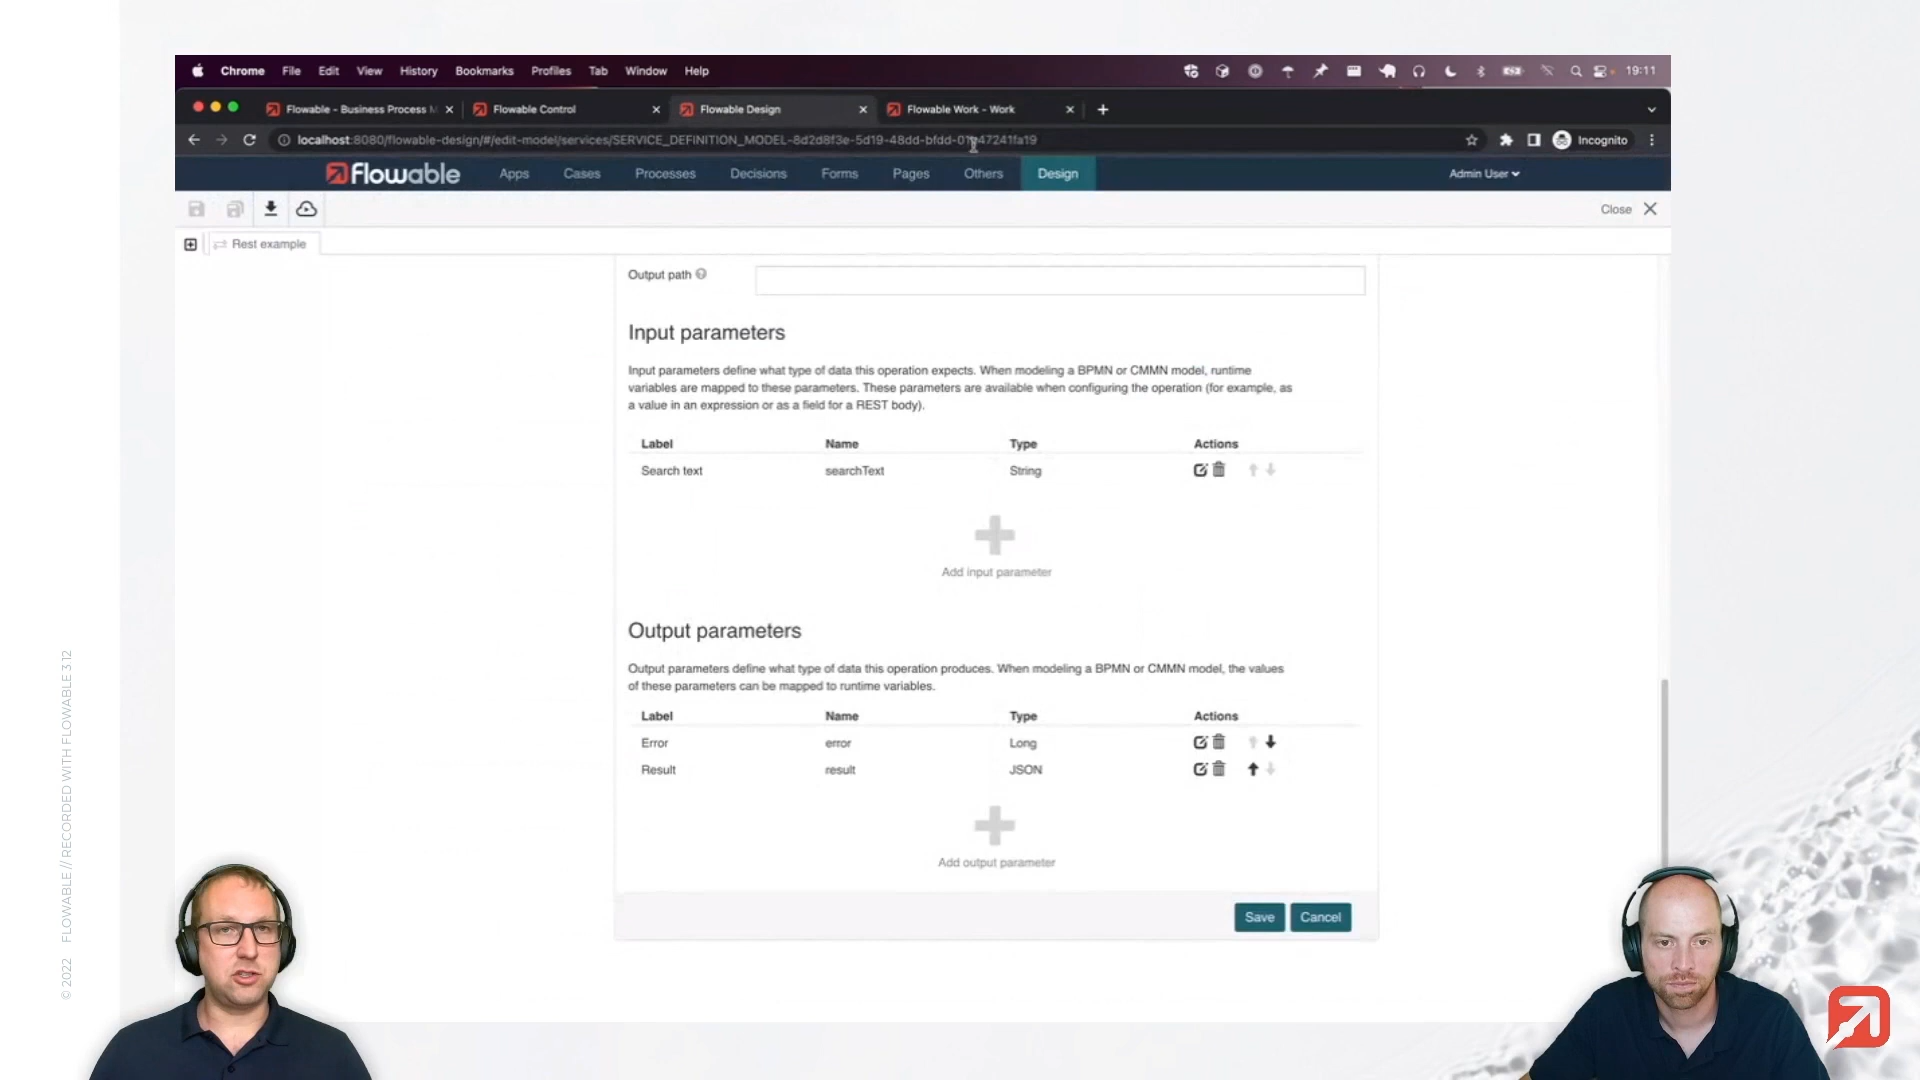 Chrome File Edit View History Bookmarks Profiles Tab Window Help 19:11
Flowable - Business Process M Flowable Control Flowable Design Flowable Work - Work
localhost:8080/flowable-design/#/edit-model/services/ Incognito
flowable Apps Cases Processes Decisions Forms Pages Others Design Admin User
Close
Rest example
Output path
Input parameters
Input parameters define what type of data this operation expects. When modeling a BPMN or CMMN model, runtime
variables are mapped to these parameters. These parameters are available when configuring the operation (for example, as
a value in an expression or as a field for a REST body).
Label Name Type Actions
Search text searchText String
Add input parameter
Output parameters
Output parameters define what type of data this operation produces. When modeling a BPMN or CMMN model, the values
of these parameters can be mapped to runtime variables.
Label Name Type Actions
Error error Long
Result result JSON
Add output parameter
Save Cancel
© 2022 FLOWABLE // RECORDED WITH FLOWABLE 3.12